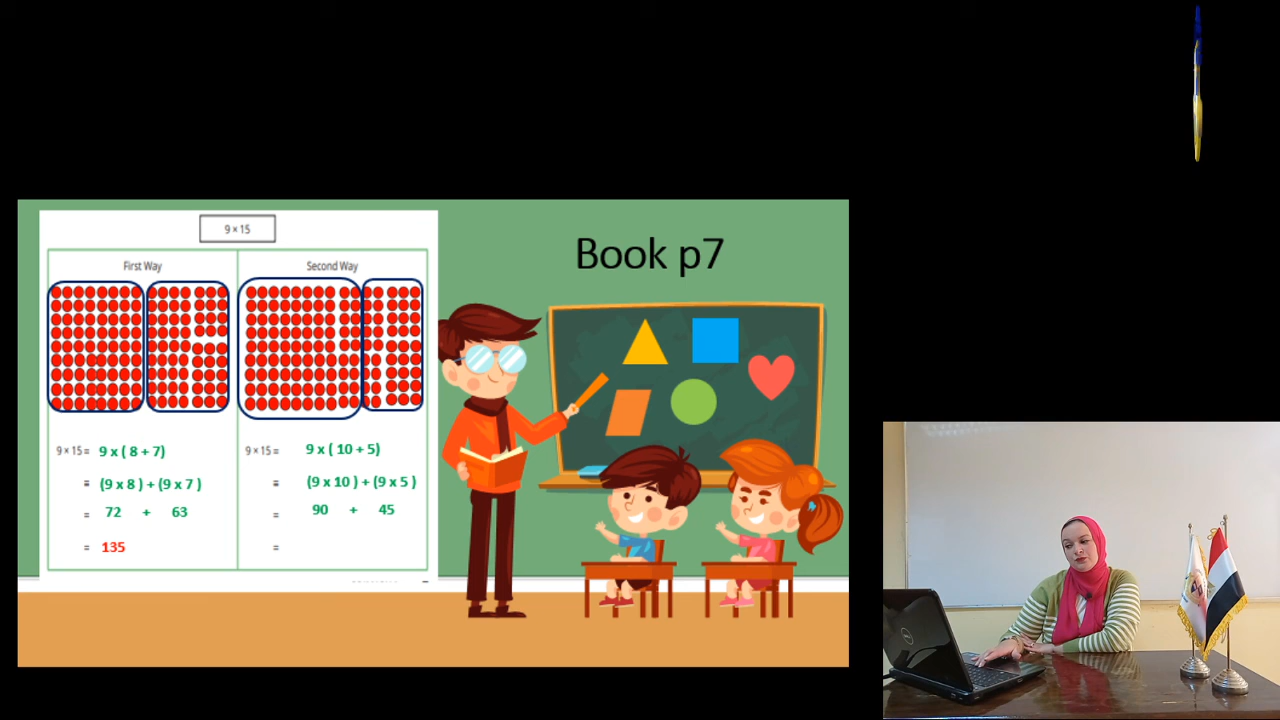 9 × 15
First Way
Second Way
9 × 15 = 9 x ( 8 + 7)
= (9 x 8 ) + (9 x 7 )
= 72 + 63
= 135
9 × 15 = 9 x ( 10 + 5)
= (9 x 10 ) + (9 x 5 )
= 90 + 45
=
Book p7